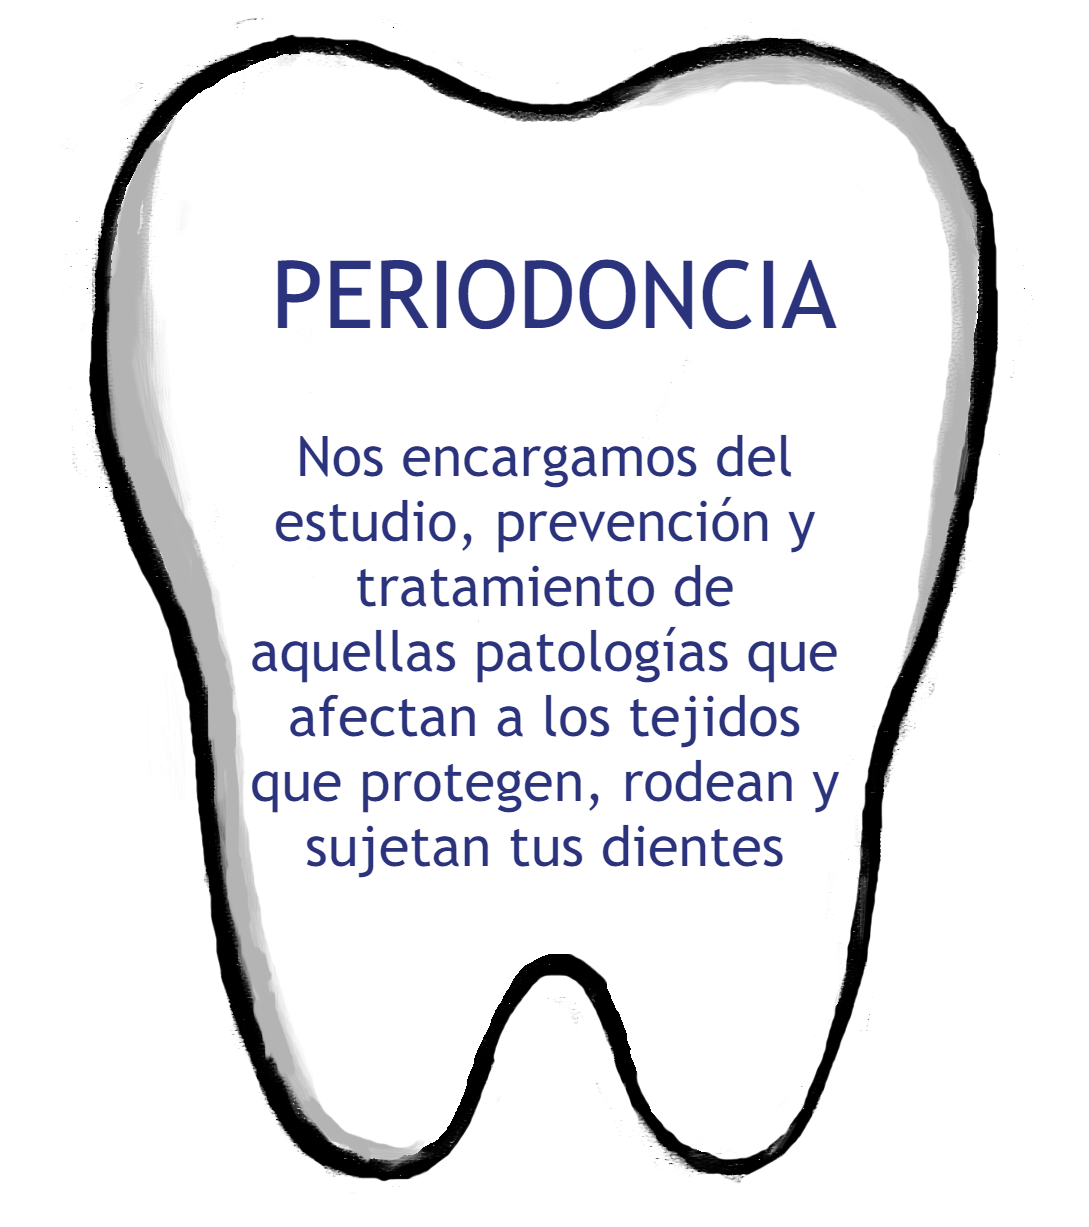 PERIODONCIA
Nos encargamos del
estudio, prevención y
tratamiento de
aquellas patologías que
afectan a los tejidos
que protegen, rodean y
sujetan tus dientes